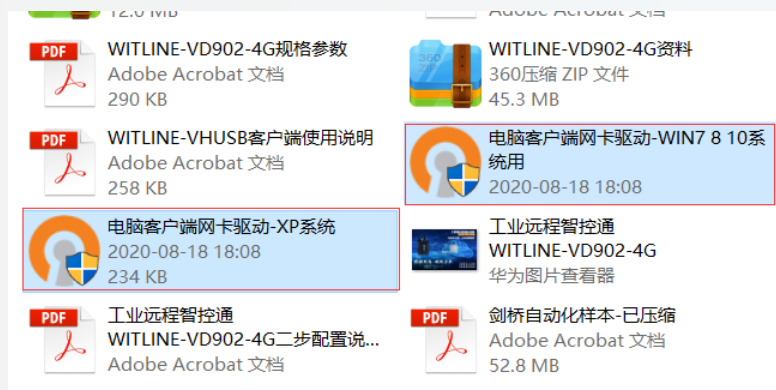 12.0 MB
Adobe Acrobat 文档
WITLINE-VD902-4G规格参数
Adobe Acrobat 文档
290 KB
WITLINE-VD902-4G资料
360压缩 ZIP 文件
45.3 MB
WITLINE-VHUSB客户端使用说明
Adobe Acrobat 文档
258 KB
电脑客户端网卡驱动-WIN7 8 10系
统用
2020-08-18 18:08
电脑客户端网卡驱动-XP系统
2020-08-18 18:08
234 KB
工业远程智控通
WITLINE-VD902-4G
华为图片查看器
工业远程智控通
WITLINE-VD902-4G二步配置说...
Adobe Acrobat 文档
剑桥自动化样本-已压缩
Adobe Acrobat 文档
52.8 MB
PDF
PDF
PDF
PDF
360
ZIP